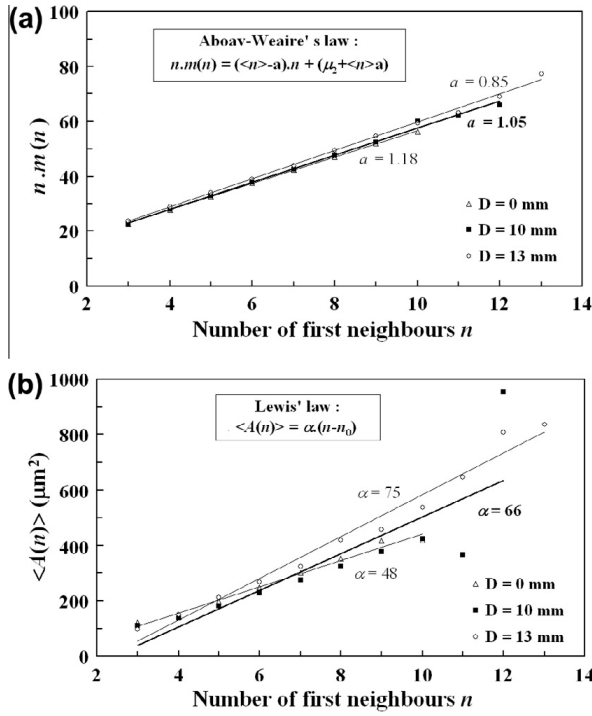 (a)
Aboav-Weaire' s law :
n.m(n) = (<n>-a).n + (μ₂+<n>a)
n.m(n)
100
80
60
40
20
0
a = 0.85
a = 1.05
a = 1.18
D = 0 mm
D = 10 mm
D = 13 mm
2 4 6 8 10 12 14
Number of first neighbours n
(b)
Lewis' law :
<A(n)> = α.(n-n₀)
<A(n)> (μm²)
1000
800
600
400
200
0
α = 75
α = 66
α = 48
D = 0 mm
D = 10 mm
D = 13 mm
2 4 6 8 10 12 14
Number of first neighbours n